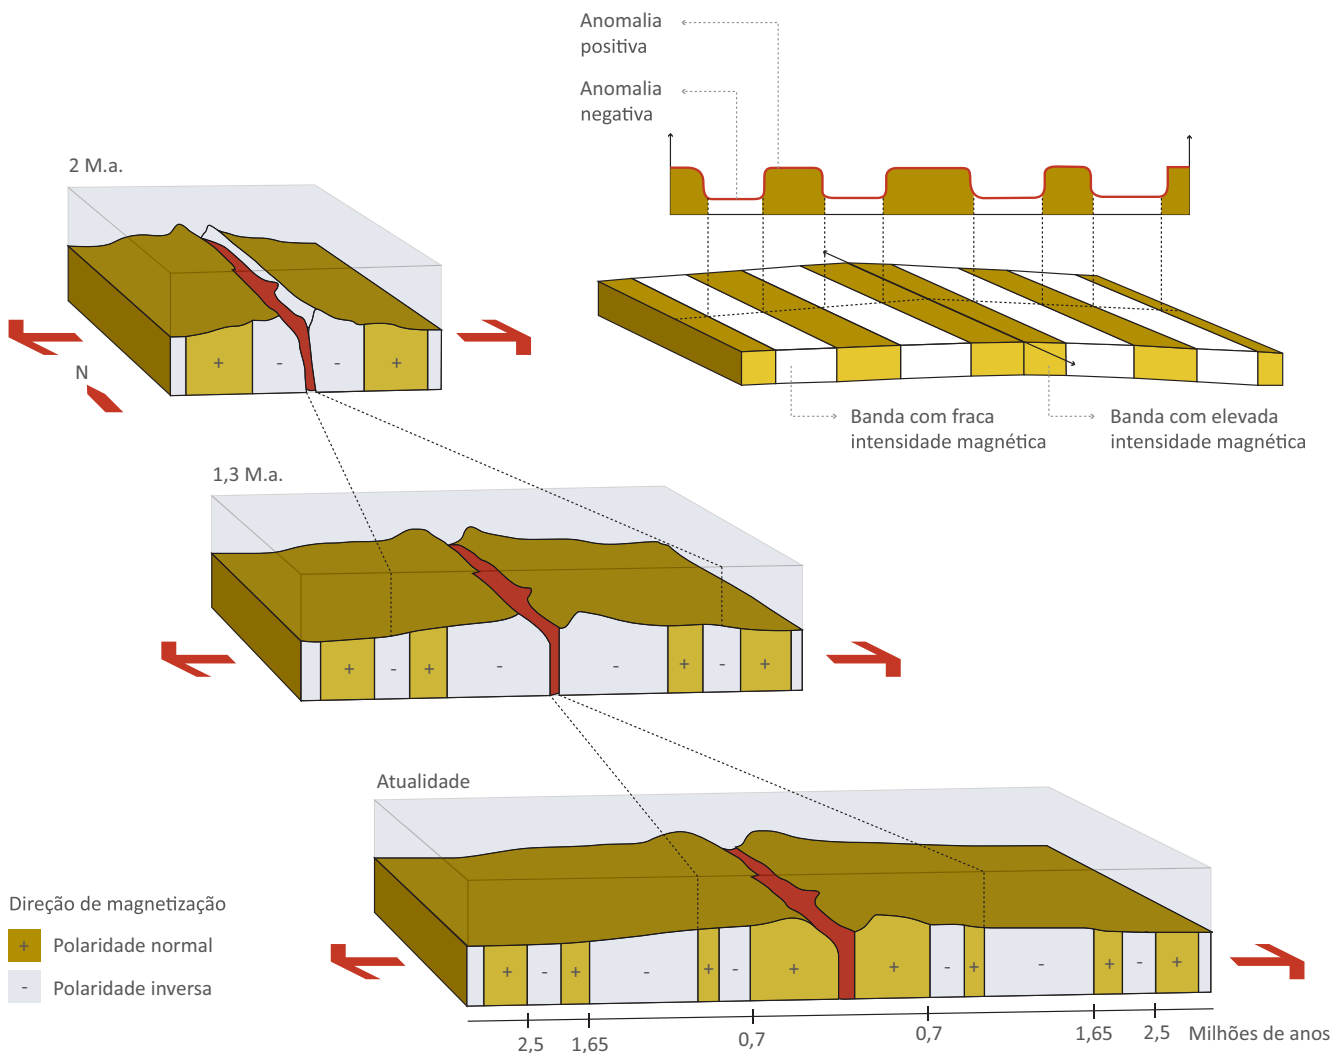 Anomalia
positiva
Anomalia
negativa
2 M.a.
+
-
-
+
N
Banda com fraca
intensidade magnética
Banda com elevada
intensidade magnética
1,3 M.a.
+
-
+
-
-
+
-
+
Atualidade
+
-
+
-
+
-
+
+
-
+
-
+
-
+
Direção de magnetização
+ Polaridade normal
- Polaridade inversa
2,5 1,65 0,7 0,7 1,65 2,5 Milhões de anos